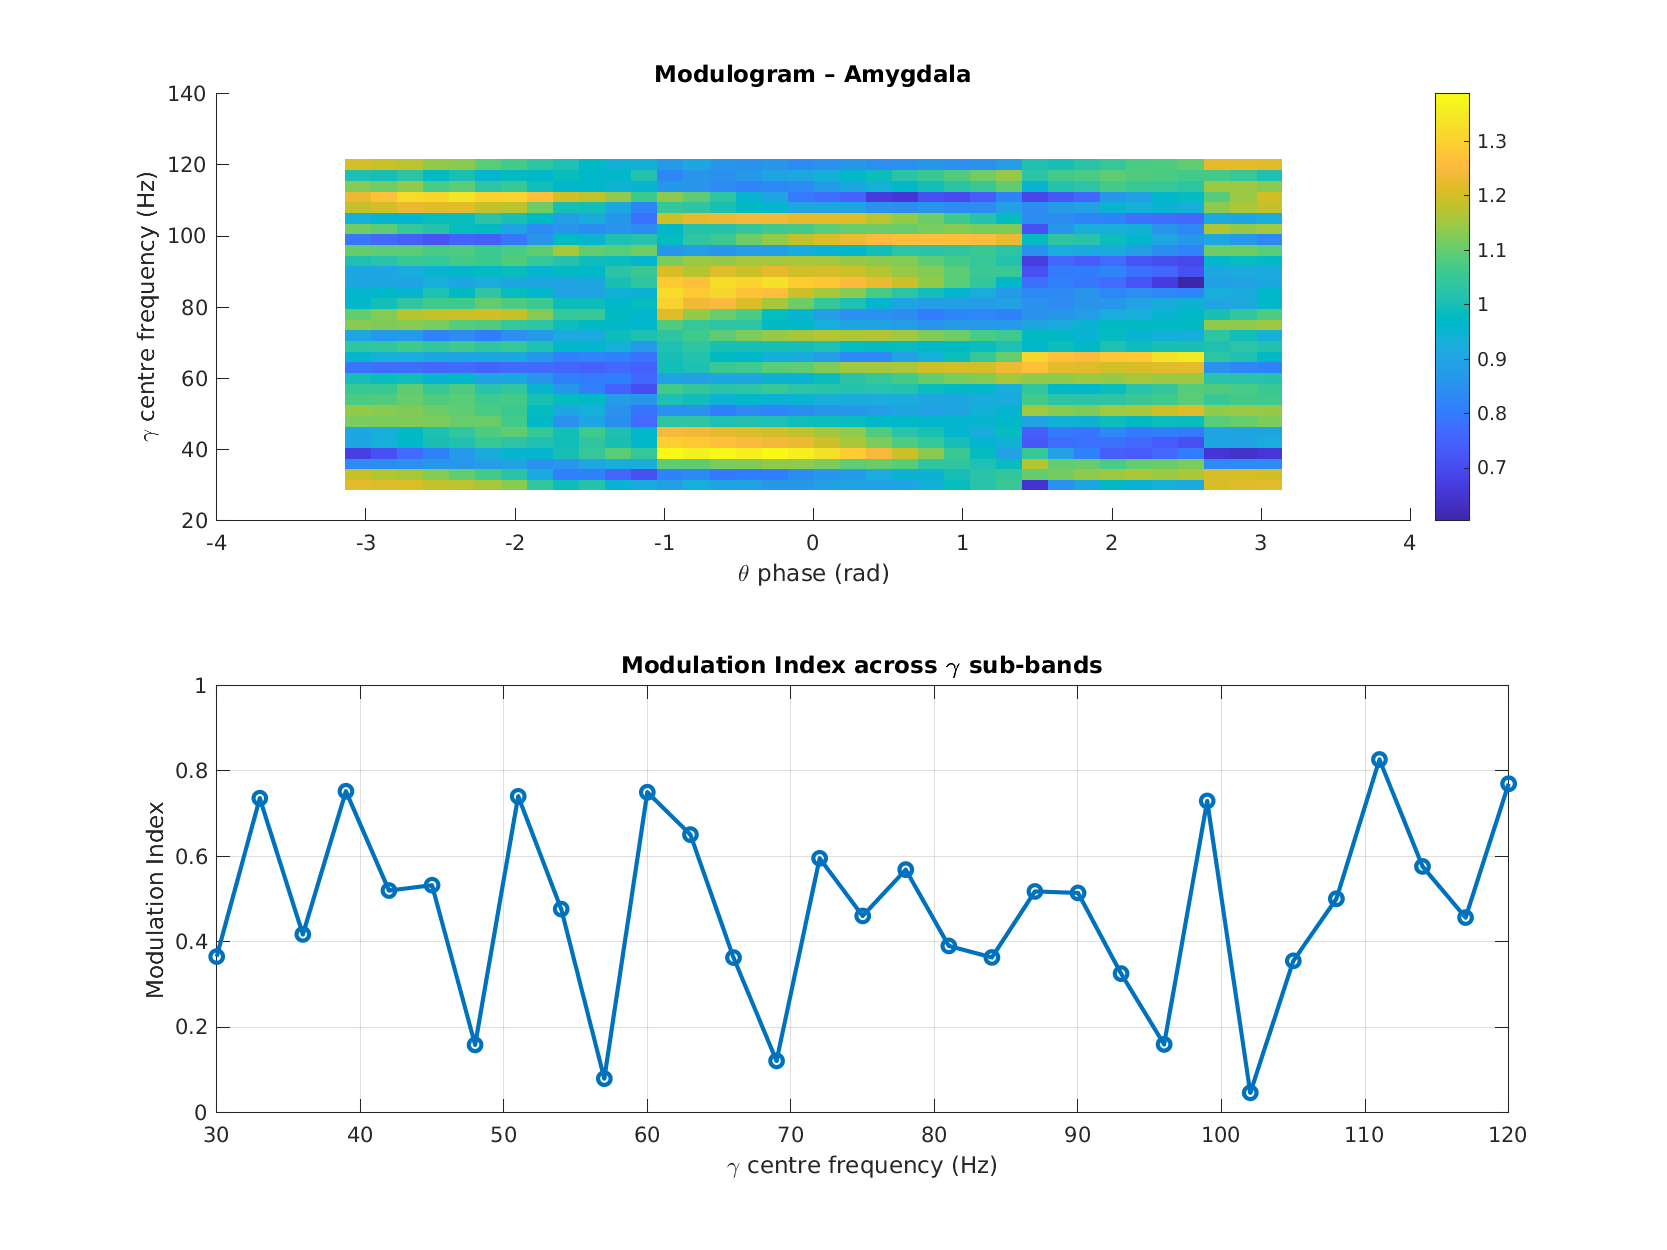 Modulogram – Amygdala
140
120
100
80
60
40
20
γ centre frequency (Hz)
-4 -3 -2 -1 0 1 2 3 4
θ phase (rad)
1.3
1.2
1.1
1
0.9
0.8
0.7
Modulation Index across γ sub-bands
1
0.8
0.6
0.4
0.2
0
Modulation Index
30 40 50 60 70 80 90 100 110 120
γ centre frequency (Hz)